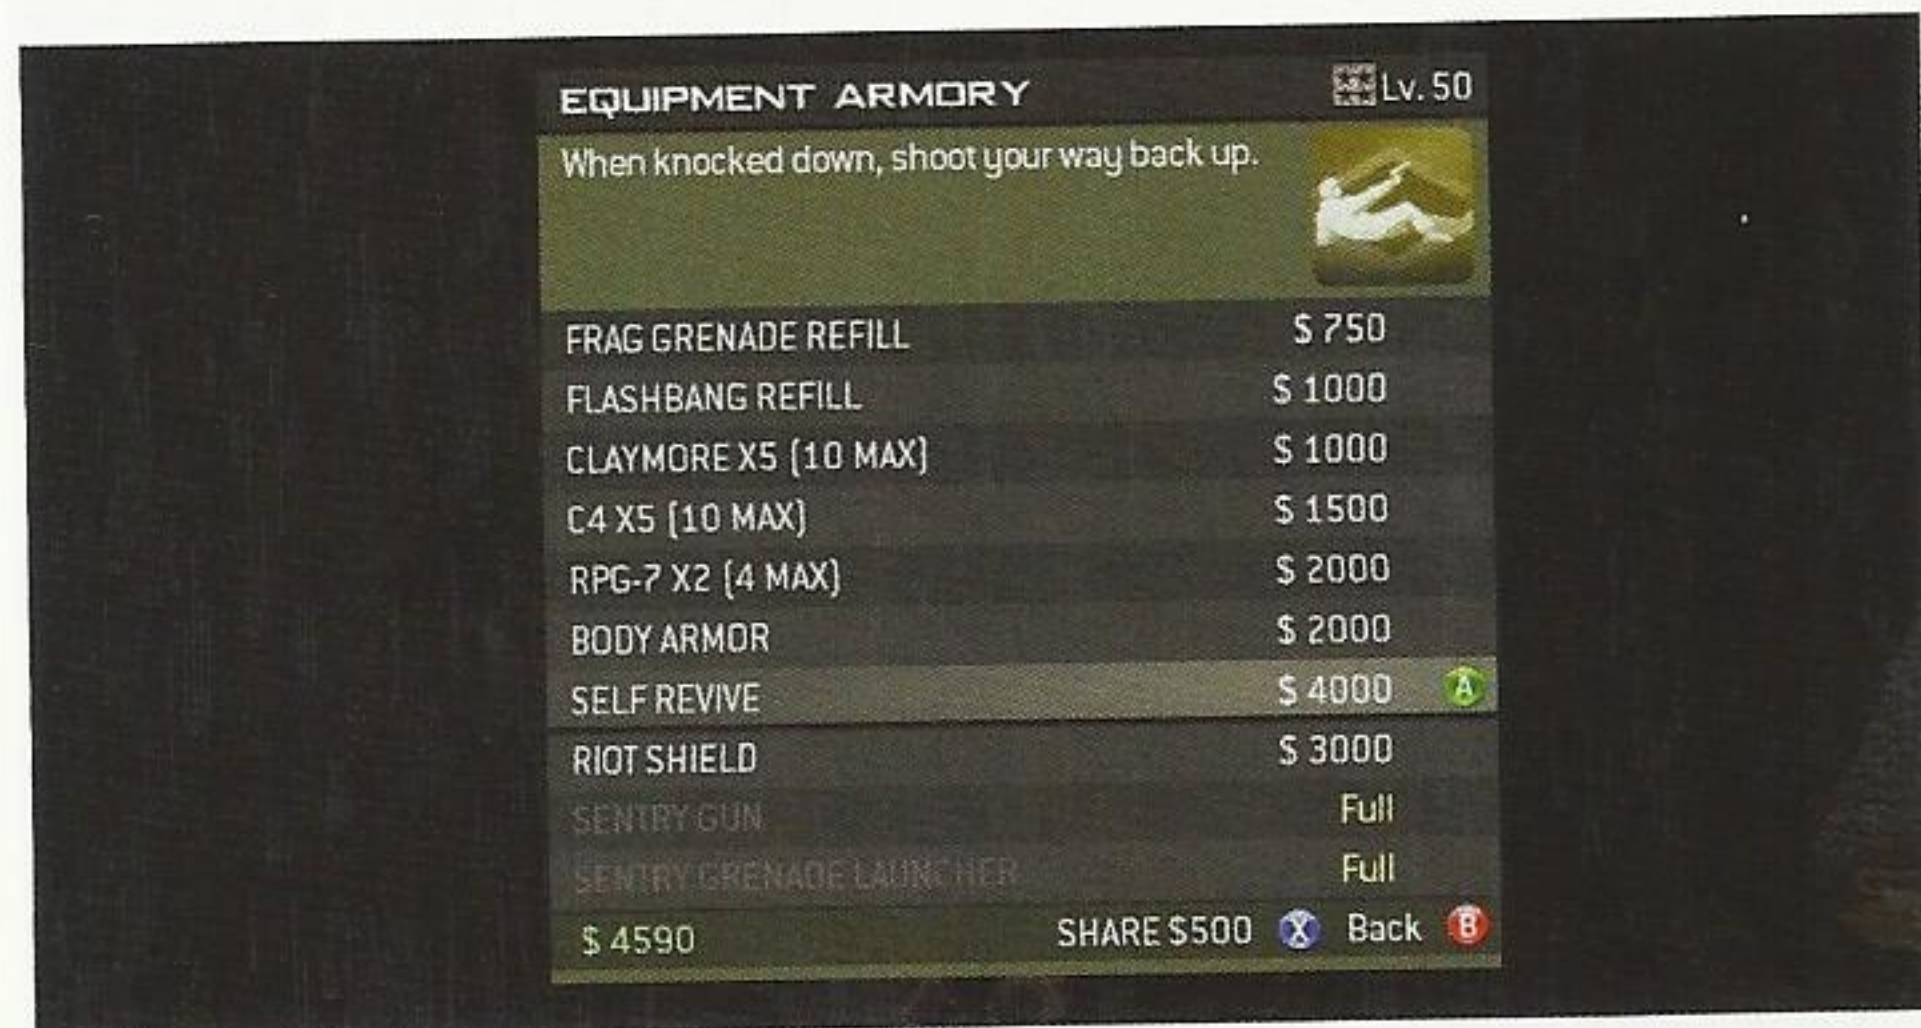 EQUIPMENT ARMORY Lv. 50
When knocked down, shoot your way back up.
FRAG GRENADE REFILL $ 750
FLASHBANG REFILL $ 1000
CLAYMORE X5 (10 MAX) $ 1000
C4 X5 (10 MAX) $ 1500
RPG-7 X2 (4 MAX) $ 2000
BODY ARMOR $ 2000
SELF REVIVE $ 4000 A
RIOT SHIELD $ 3000
SENTRY GUN Full
SENTRY GRENADE LAUNCHER Full
$ 4590 SHARE $500 X Back B